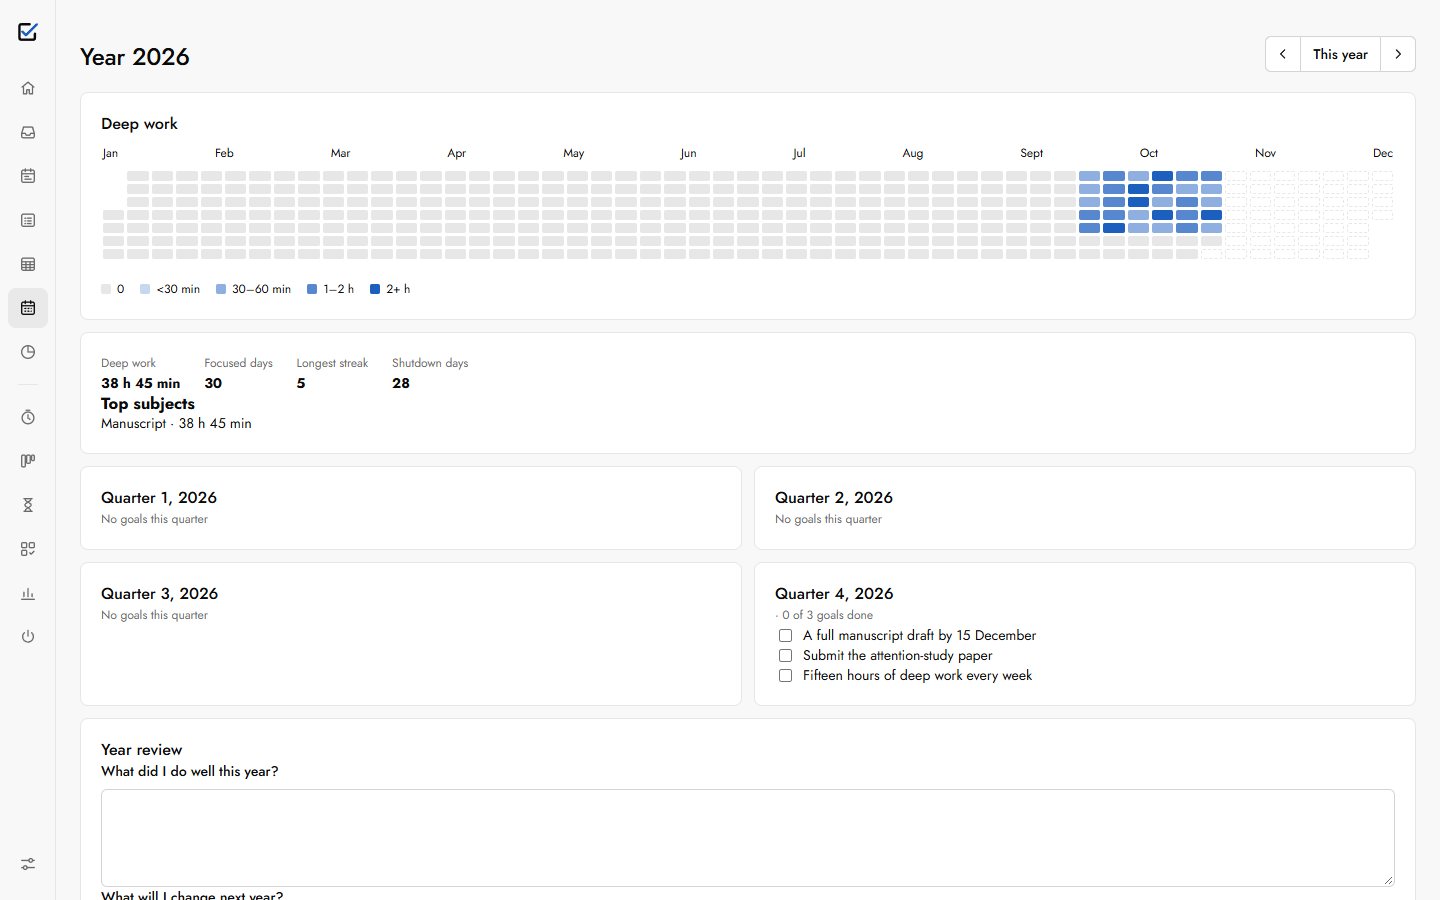 Year 2026
This year
Deep work
Jan Feb Mar Apr May Jun Jul Aug Sept Oct Nov Dec
0 <30 min 30–60 min 1–2 h 2+ h
Deep work Focused days Longest streak Shutdown days
38 h 45 min 30 5 28
Top subjects
Manuscript · 38 h 45 min
Quarter 1, 2026
No goals this quarter
Quarter 2, 2026
No goals this quarter
Quarter 3, 2026
No goals this quarter
Quarter 4, 2026
· 0 of 3 goals done
A full manuscript draft by 15 December
Submit the attention-study paper
Fifteen hours of deep work every week
Year review
What did I do well this year?
What will I change next year?